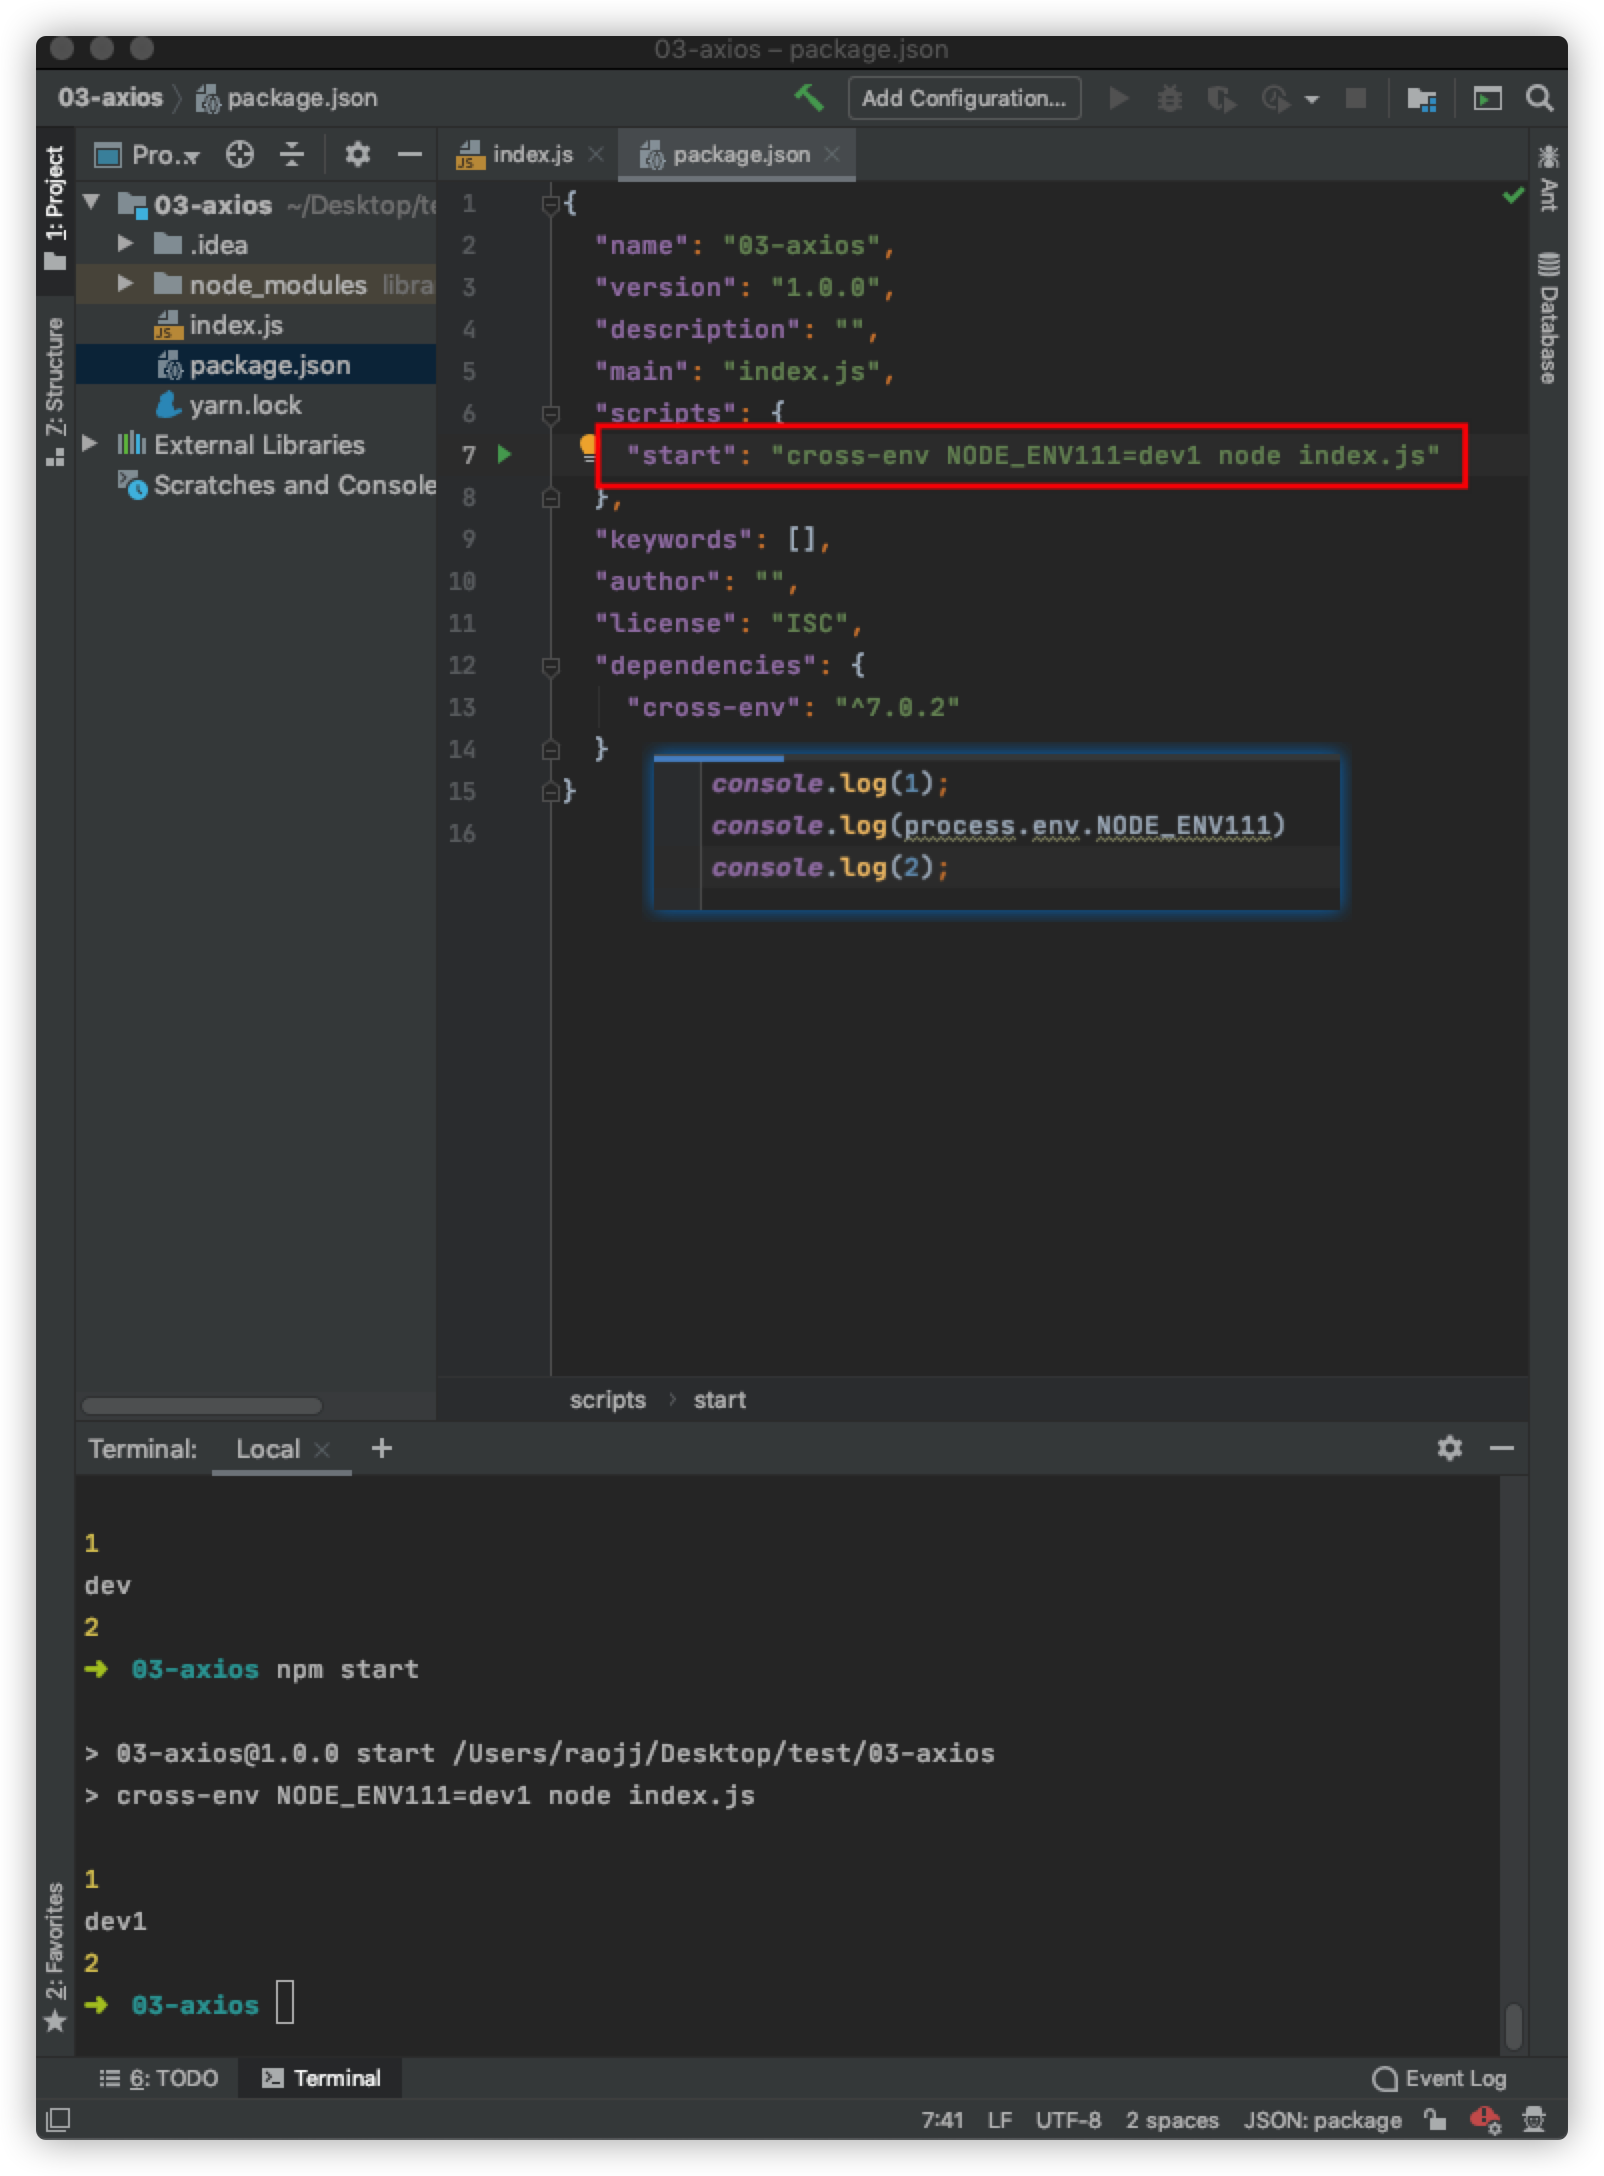 03-axios – package.json
03-axios package.json Add Configuration...
1: Project
7: Structure
2: Favorites
Pro..
03-axios ~/Desktop/te
.idea
node_modules libra
index.js
package.json
yarn.lock
External Libraries
Scratches and Console
index.js package.json
1 {
2 "name": "03-axios",
3 "version": "1.0.0",
4 "description": "",
5 "main": "index.js",
6 "scripts": {
7 "start": "cross-env NODE_ENV111=dev1 node index.js"
8 },
9 "keywords": [],
10 "author": "",
11 "license": "ISC",
12 "dependencies": {
13 "cross-env": "^7.0.2"
14 }
15 }
16
console.log(1);
console.log(process.env.NODE_ENV111)
console.log(2);
scripts › start
Ant
Database
Terminal: Local +
1
dev
2
➜ 03-axios npm start
> 03-axios@1.0.0 start /Users/raojj/Desktop/test/03-axios
> cross-env NODE_ENV111=dev1 node index.js
1
dev1
2
➜ 03-axios
6: TODO Terminal Event Log
7:41 LF UTF-8 2 spaces JSON: package